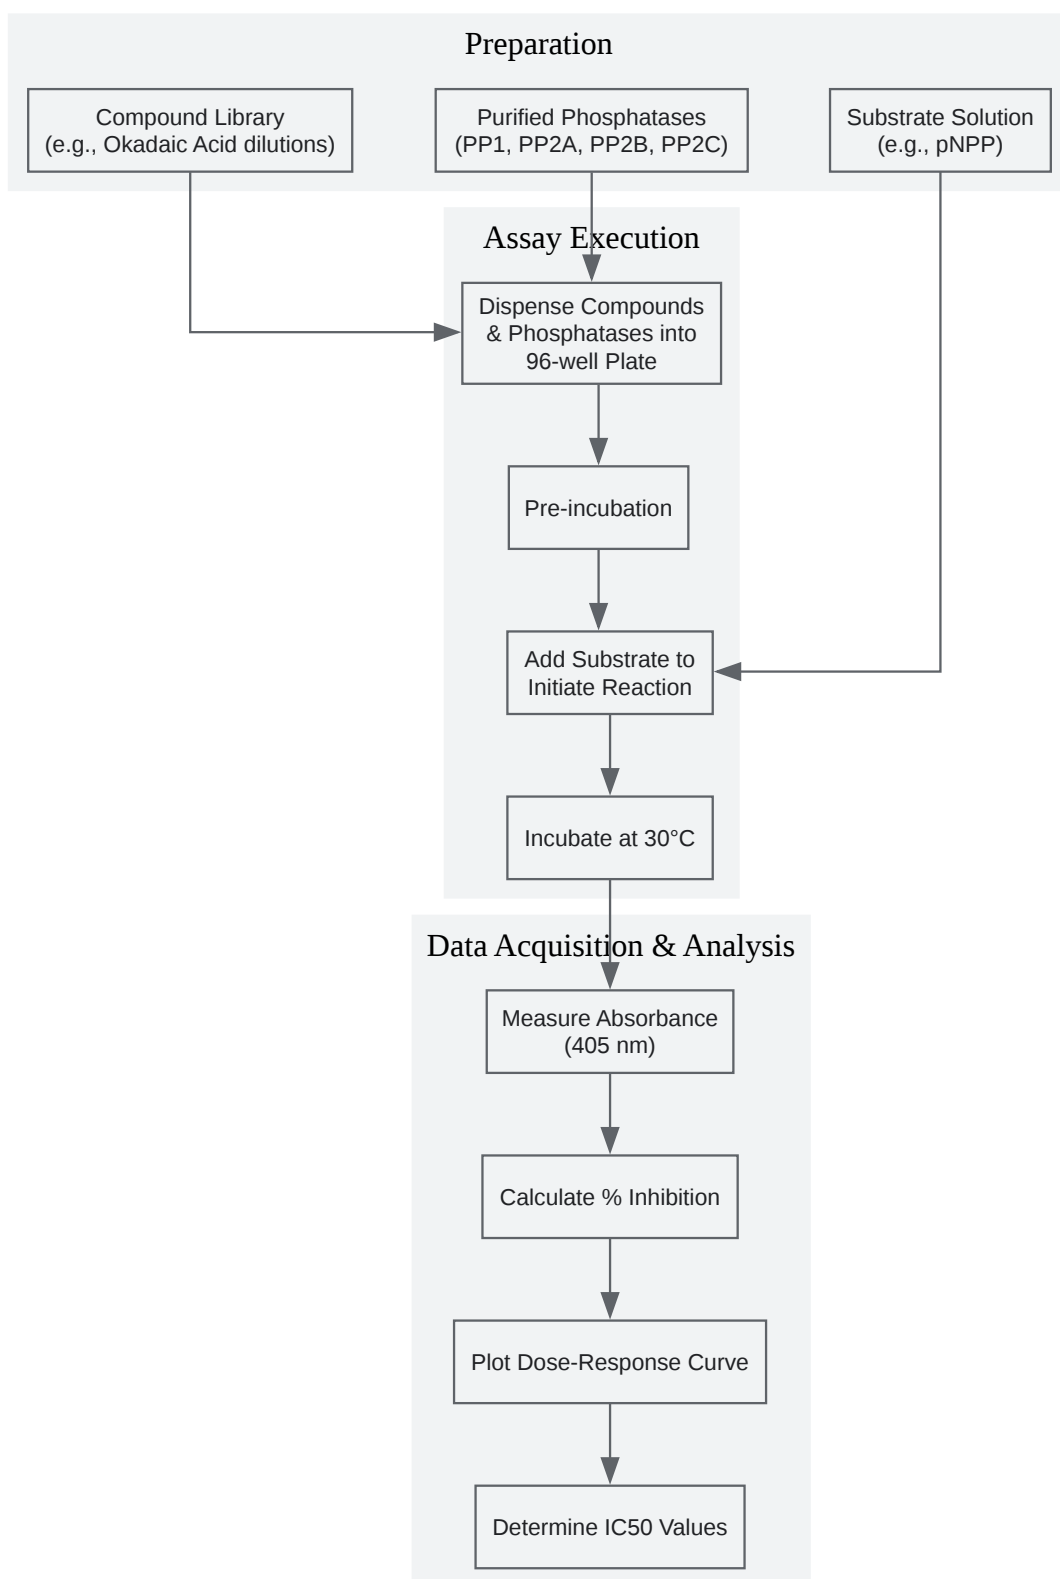 Preparation
Compound Library
(e.g., Okadaic Acid dilutions)
Purified Phosphatases
(PP1, PP2A, PP2B, PP2C)
Substrate Solution
(e.g., pNPP)
Assay Execution
Dispense Compounds
& Phosphatases into
96-well Plate
Pre-incubation
Add Substrate to
Initiate Reaction
Incubate at 30°C
Data Acquisition & Analysis
Measure Absorbance
(405 nm)
Calculate % Inhibition
Plot Dose-Response Curve
Determine IC50 Values